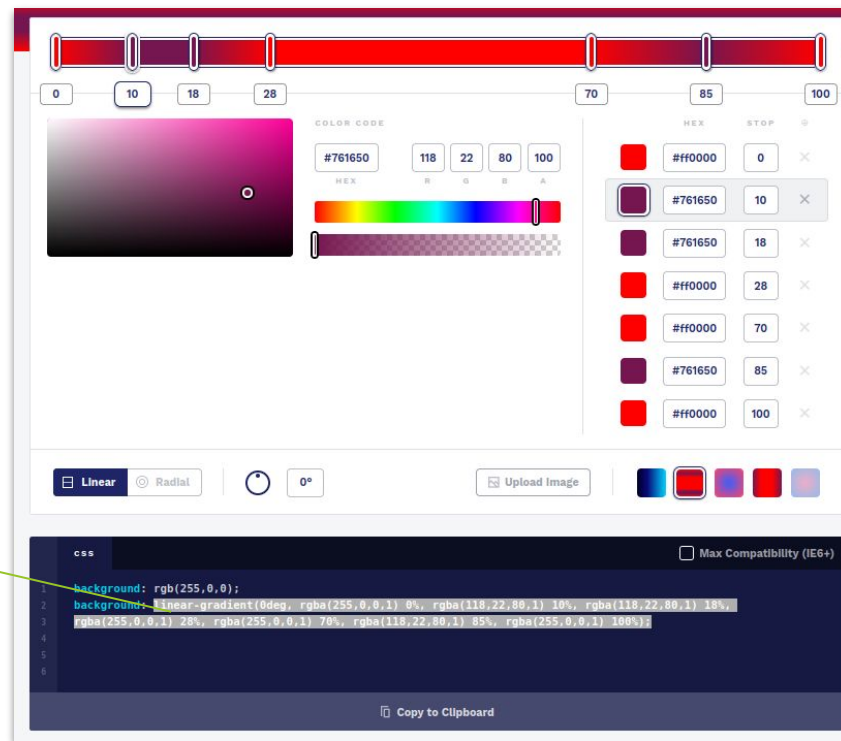 0 10 18 28 70 85 100
COLOR CODE
#761650 118 22 80 100
HEX R G B A
HEX STOP
#ff0000 0 ×
#761650 10 ×
#761650 18 ×
#ff0000 28 ×
#ff0000 70 ×
#761650 85 ×
#ff0000 100 ×
Linear Radial 0° Upload Image
css Max Compatibility (IE6+)
1 background: rgb(255,0,0);
2 background: linear-gradient(0deg, rgba(255,0,0,1) 0%, rgba(118,22,80,1) 10%, rgba(118,22,80,1) 18%,
3 rgba(255,0,0,1) 28%, rgba(255,0,0,1) 70%, rgba(118,22,80,1) 85%, rgba(255,0,0,1) 100%);
4
5
6
Copy to Clipboard